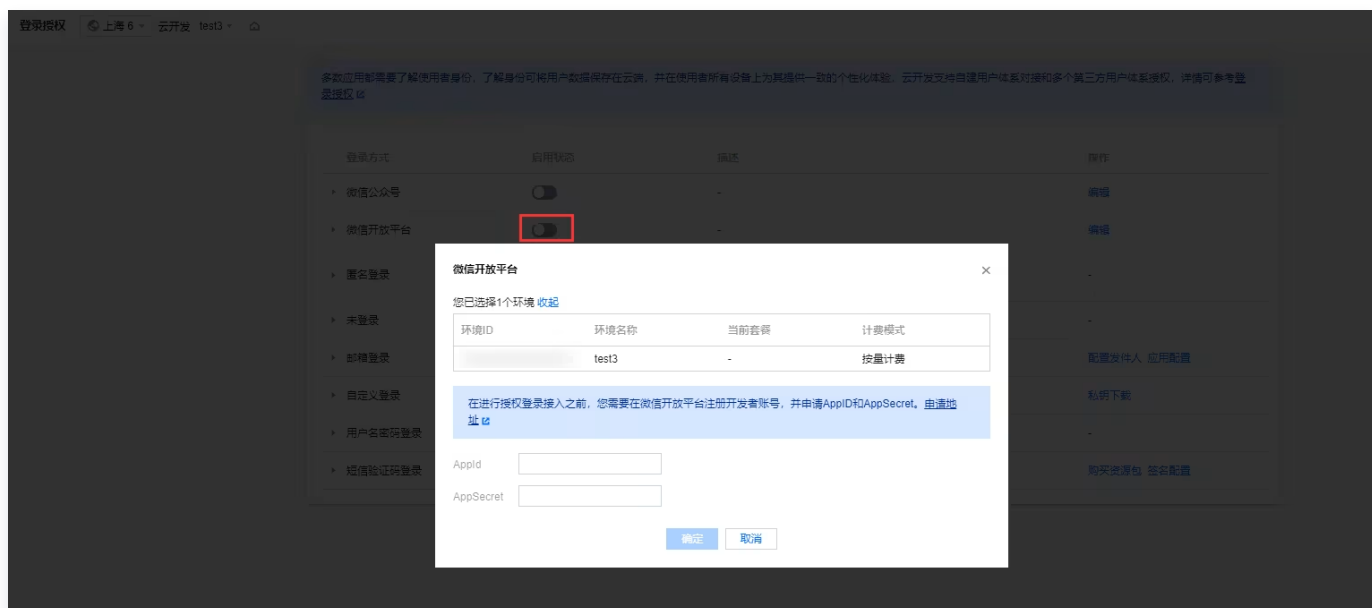 登录授权 上海 6 云开发 test3
多数应用都需要了解使用者身份，了解身份可将用户数据保存在云端，并在使用者所有设备上为其提供一致的个性化体验，云开发支持自建用户体系对接和多个第三方用户体系授权，详情可参考登
录授权
登录方式 启用状态 描述 操作
微信公众号 - 编辑
微信开放平台 - 编辑
微信开放平台
匿名登录 -
您已选择1个环境 收起
未登录 -
环境ID 环境名称 当前套餐 计费模式
邮箱登录 配置发件人 应用配置
test3 - 按量计费
自定义登录 私钥下载
在进行授权登录接入之前，您需要在微信开放平台注册开发者账号，并申请AppID和AppSecret。申请地
址
用户名密码登录 -
短信验证码登录 购买资源包 签名配置
AppId
AppSecret
确定 取消